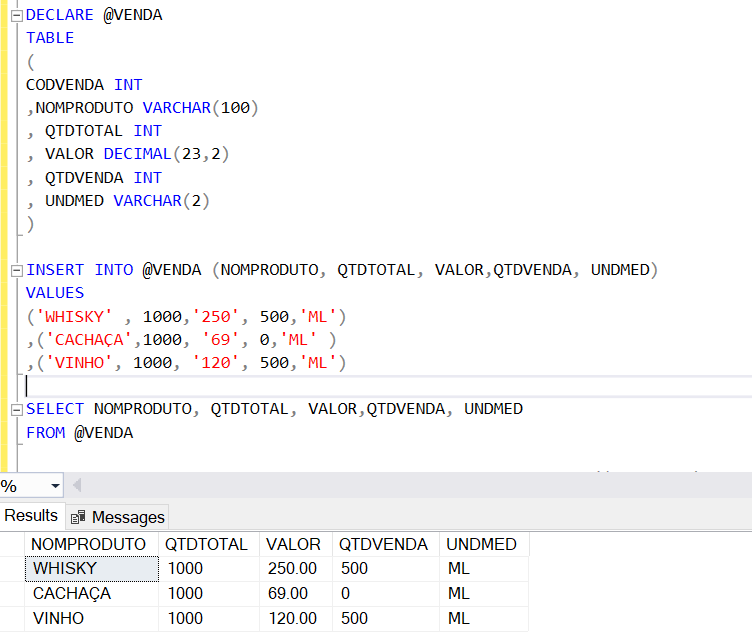 DECLARE @VENDA
TABLE
(
CODVENDA INT
,NOMPRODUTO VARCHAR(100)
, QTDTOTAL INT
, VALOR DECIMAL(23,2)
, QTDVENDA INT
, UNDMED VARCHAR(2)
)
INSERT INTO @VENDA (NOMPRODUTO, QTDTOTAL, VALOR,QTDVENDA, UNDMED)
VALUES
('WHISKY' , 1000,'250', 500,'ML')
,('CACHAÇA',1000, '69', 0,'ML' )
,('VINHO', 1000, '120', 500,'ML')
SELECT NOMPRODUTO, QTDTOTAL, VALOR,QTDVENDA, UNDMED
FROM @VENDA
%
Results Messages
NOMPRODUTO QTDTOTAL VALOR QTDVENDA UNDMED
WHISKY 1000 250.00 500 ML
CACHAÇA 1000 69.00 0 ML
VINHO 1000 120.00 500 ML